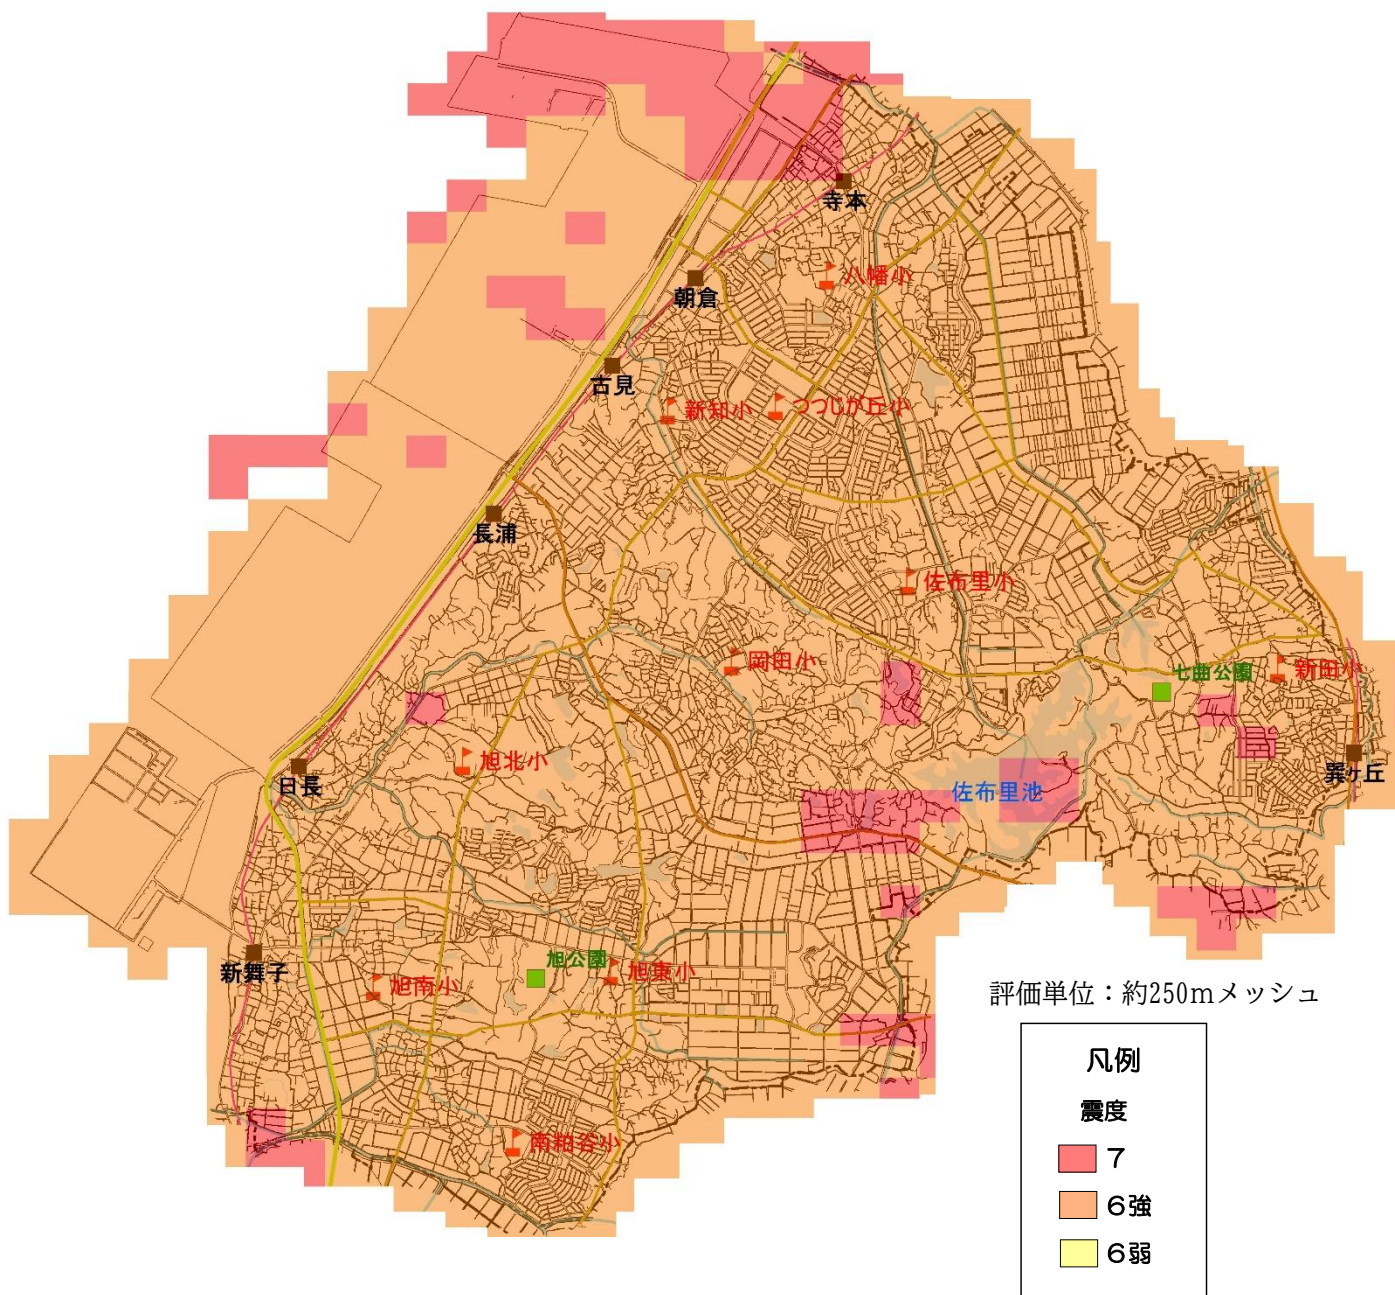 寺本
八幡小
朝倉
古見
新知小
つつじが丘小
長浦
佐布里小
岡田小
七曲公園
新田小
旭北小
巽ヶ丘
日長
佐布里池
旭公園
新舞子
旭南小
旭東小
評価単位：約250mメッシュ
南粕谷小
凡例
震度
7
6強
6弱